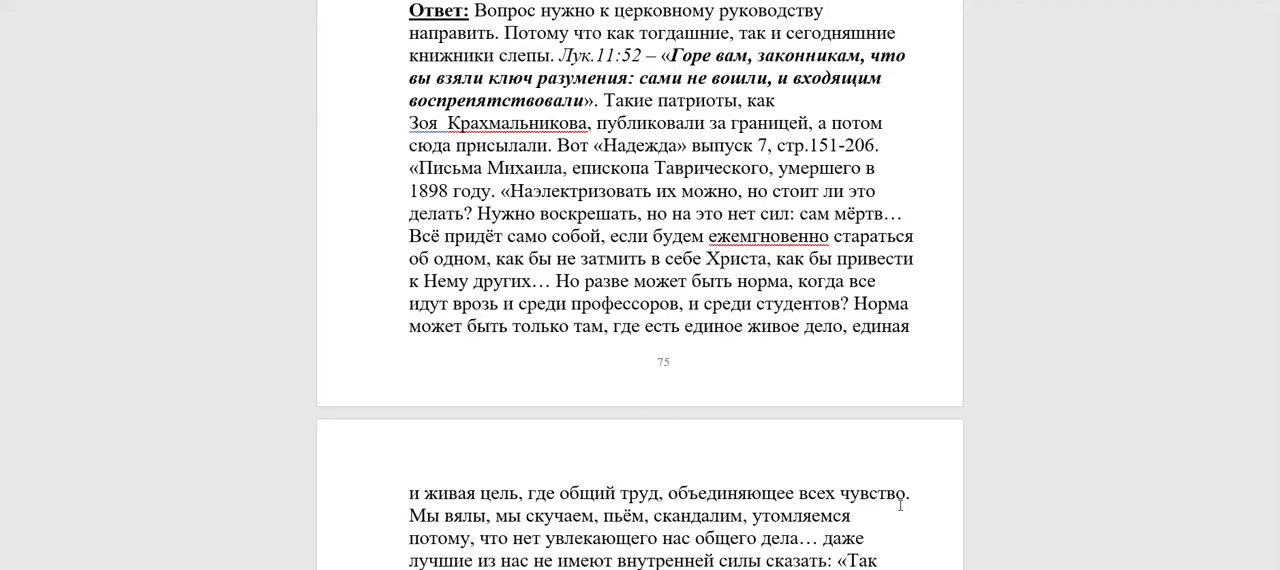 Ответ: Вопрос нужно к церковному руководству
направить. Потому что как тогдашние, так и сегодняшние
книжники слепы. Лук.11:52 – «Горе вам, законникам, что
вы взяли ключ разумения: сами не вошли, и входящим
воспрепятствовали». Такие патриоты, как
Зоя  Крахмальникова, публиковали за границей, а потом
сюда присылали. Вот «Надежда» выпуск 7, стр.151-206.
«Письма Михаила, епископа Таврического, умершего в
1898 году. «Наэлектризовать их можно, но стоит ли это
делать? Нужно воскрешать, но на это нет сил: сам мёртв…
Всё придёт само собой, если будем ежемгновенно стараться
об одном, как бы не затмить в себе Христа, как бы привести
к Нему других… Но разве может быть норма, когда все
идут врозь и среди профессоров, и среди студентов? Норма
может быть только там, где есть единое живое дело, единая
75
и живая цель, где общий труд, объединяющее всех чувство.
Мы вялы, мы скучаем, пьём, скандалим, утомляемся
потому, что нет увлекающего нас общего дела… даже
лучшие из нас не имеют внутренней силы сказать: «Так